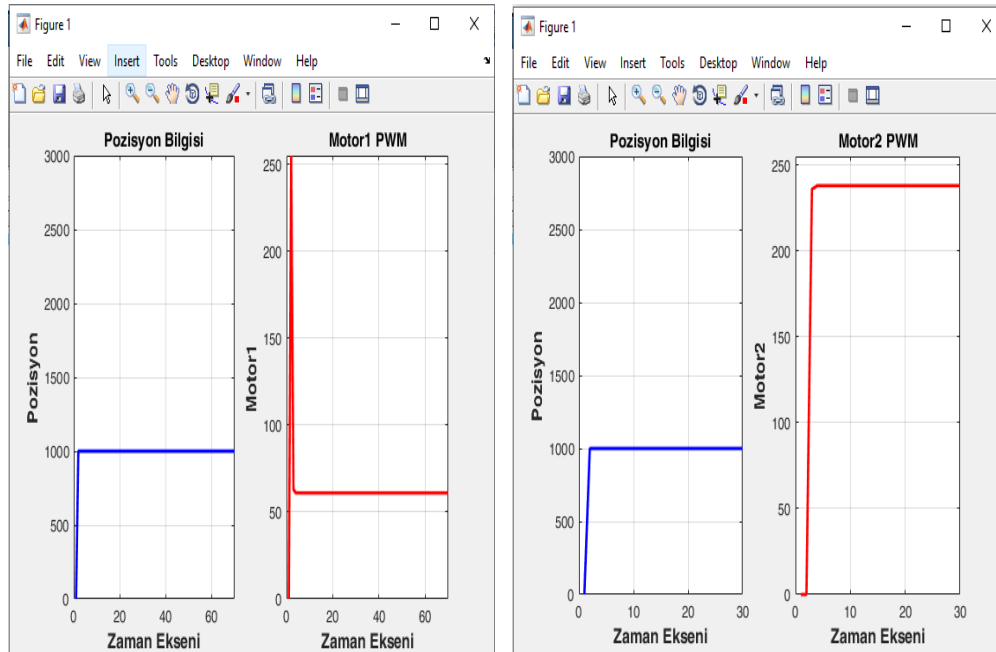 Figure 1
File Edit View Insert Tools Desktop Window Help
Pozisyon Bilgisi
3000
2500
2000
1500
1000
500
0
Pozisyon
0 20 40 60
Zaman Ekseni
Motor1 PWM
250
200
150
100
50
0
Motor1
0 20 40 60
Zaman Ekseni
Figure 1
File Edit View Insert Tools Desktop Window Help
Pozisyon Bilgisi
3000
2500
2000
1500
1000
500
0
Pozisyon
0 10 20 30
Zaman Ekseni
Motor2 PWM
250
200
150
100
50
0
Motor2
0 10 20 30
Zaman Ekseni